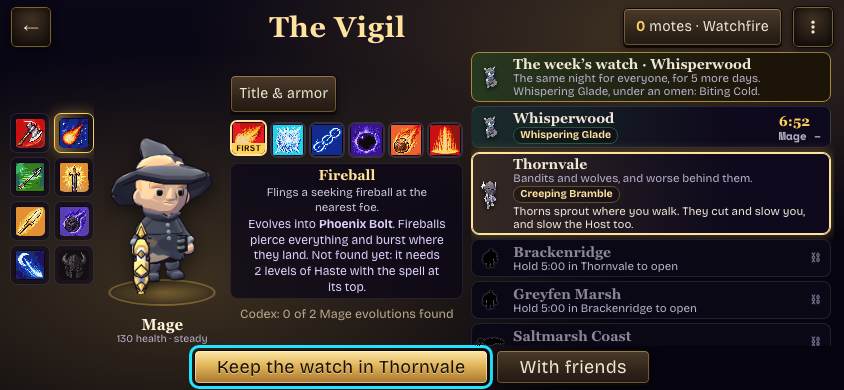 ←
The Vigil
0 motes · Watchfire
⋮
Title & armor
FIRST
Fireball
Flings a seeking fireball at the
nearest foe.
Evolves into Phoenix Bolt. Fireballs
pierce everything and burst where
they land. Not found yet: it needs
2 levels of Haste with the spell at
its top.
Codex: 0 of 2 Mage evolutions found
Mage
130 health · steady
The week's watch · Whisperwood
The same night for everyone, for 5 more days.
Whispering Glade, under an omen: Biting Cold.
Whisperwood
Whispering Glade
6:52
Mage –
Thornvale
Bandits and wolves, and worse behind them.
Creeping Bramble
Thorns sprout where you walk. They cut and slow you,
and slow the Host too.
Brackenridge
Hold 5:00 in Thornvale to open
Greyfen Marsh
Hold 5:00 in Brackenridge to open
Saltmarsh Coast
Keep the watch in Thornvale
With friends